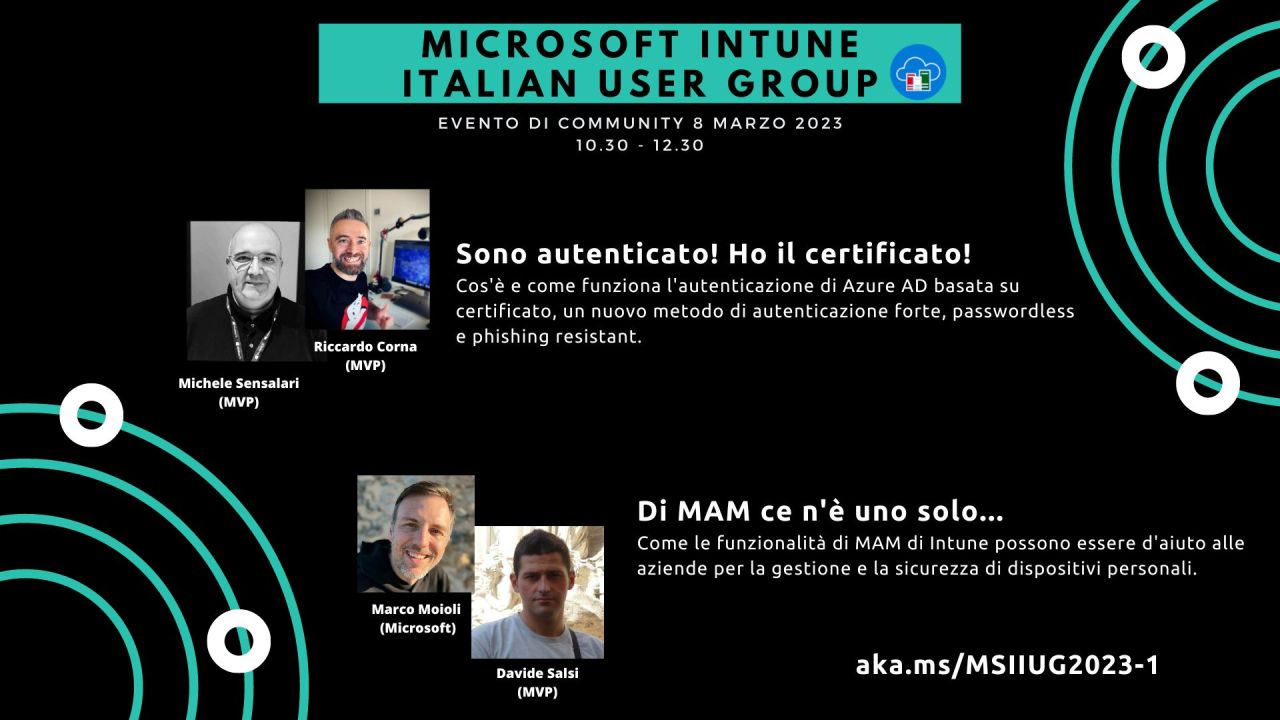 MICROSOFT INTUNE
ITALIAN USER GROUP
EVENTO DI COMMUNITY 8 MARZO 2023
10.30 - 12.30
Riccardo Corna
(MVP)
Michele Sensalari
(MVP)
Sono autenticato! Ho il certificato!
Cos'è e come funziona l'autenticazione di Azure AD basata su
certificato, un nuovo metodo di autenticazione forte, passwordless
e phishing resistant.
Marco Moioli
(Microsoft)
Davide Salsi
(MVP)
Di MAM ce n'è uno solo...
Come le funzionalità di MAM di Intune possono essere d'aiuto alle
aziende per la gestione e la sicurezza di dispositivi personali.
aka.ms/MSIIUG2023-1